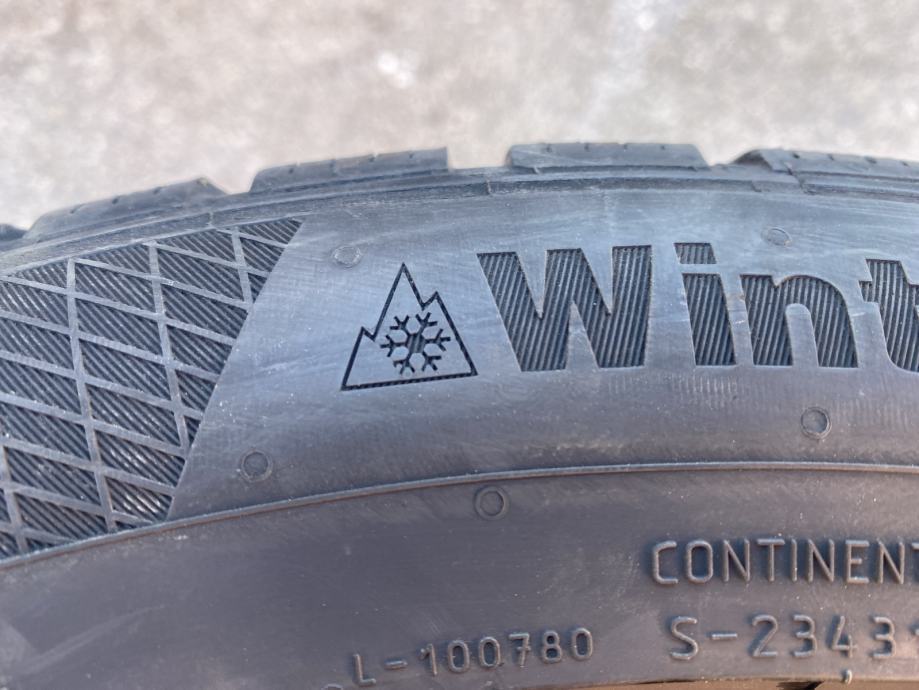 Wint
CONTINENT
L-100780
S-2343